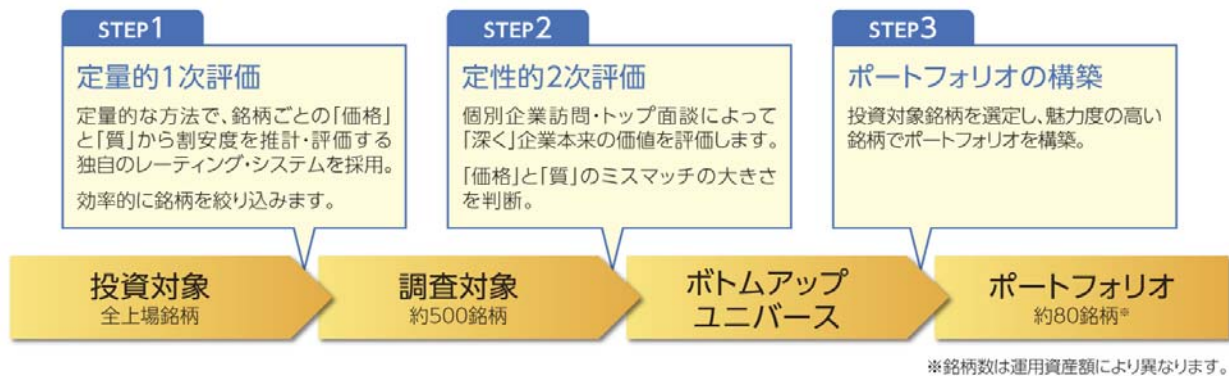 STEP1
定量的1次評価
定量的な方法で、銘柄ごとの「価格」
と「質」から割安度を推計・評価する
独自のレーティング・システムを採用。
効率的に銘柄を絞り込みます。
STEP2
定性的2次評価
個別企業訪問・トップ面談によって
「深く」企業本来の価値を評価します。
「価格」と「質」のミスマッチの大きさ
を判断。
STEP3
ポートフォリオの構築
投資対象銘柄を選定し、魅力度の高い
銘柄でポートフォリオを構築。
投資対象
全上場銘柄
調査対象
約500銘柄
ボトムアップ
ユニバース
ポートフォリオ
約80銘柄※
※銘柄数は運用資産額により異なります。